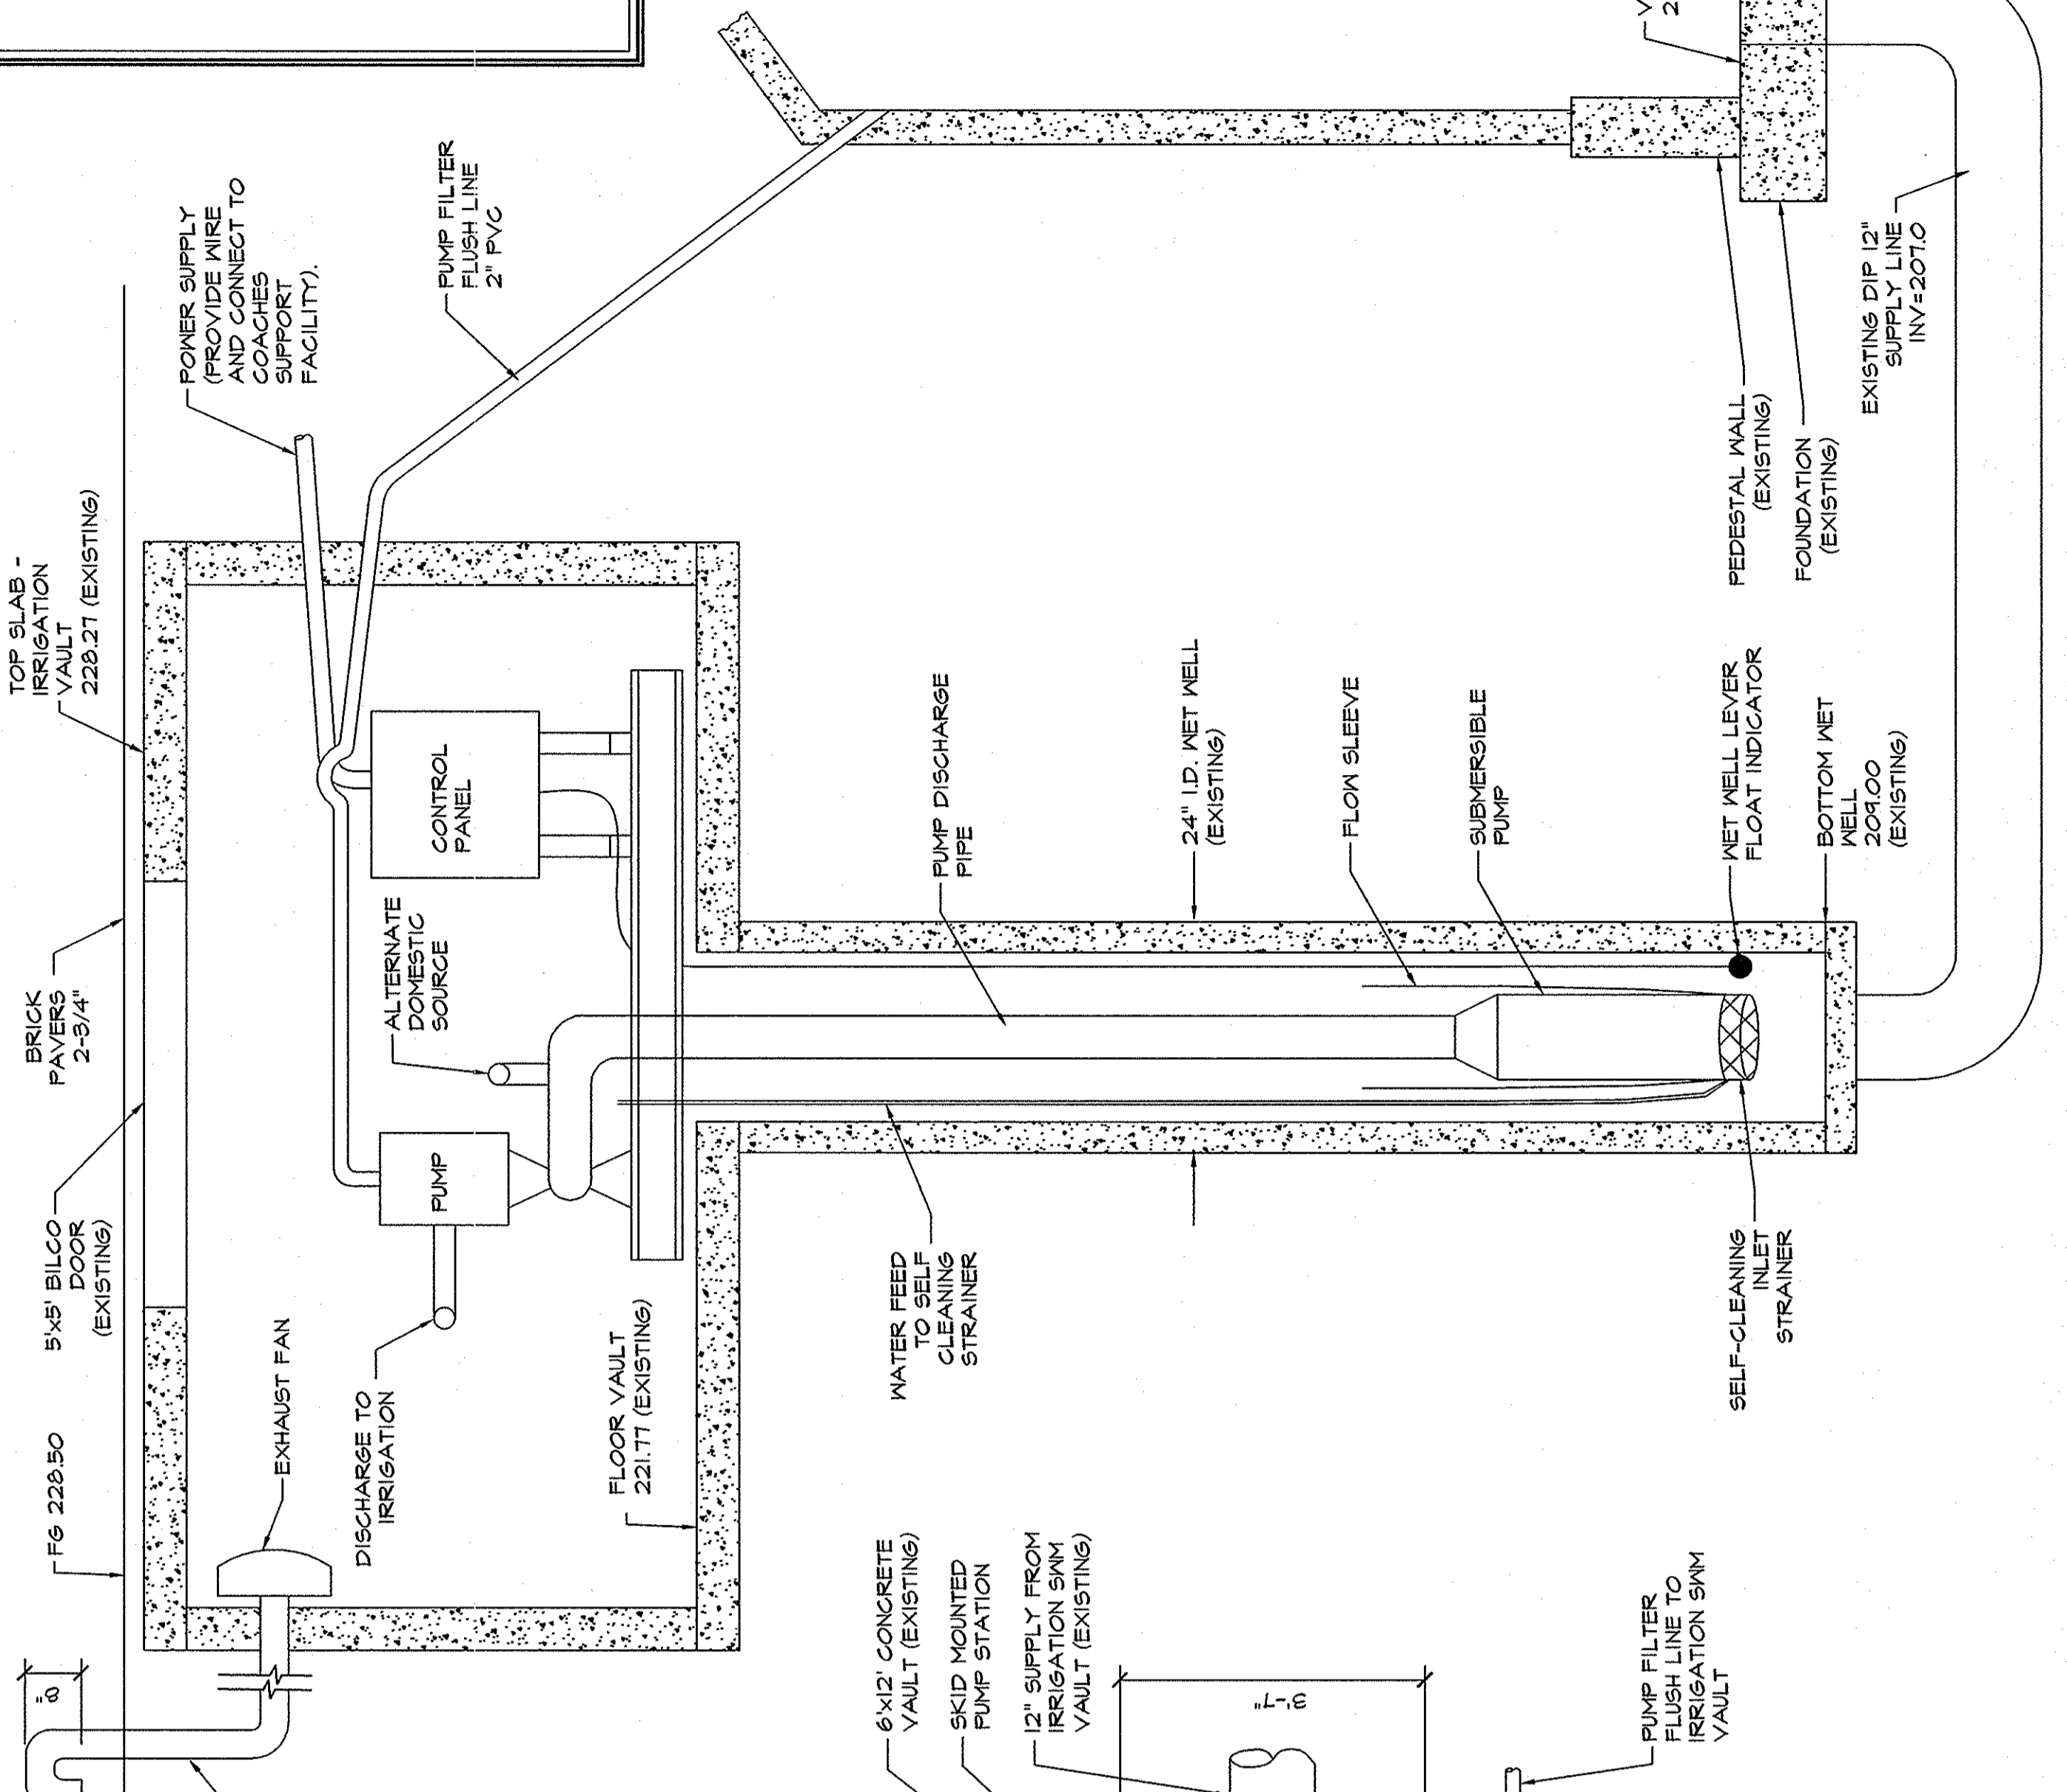 TOP SLAB -
IRRIGATION
VAULT
228.27 (EXISTING)
BRICK
PAVERS
2-3/4"
5'x5' BILCO
DOOR
(EXISTING)
FG 228.50
8"
EXHAUST FAN
POWER SUPPLY
(PROVIDE WIRE
AND CONNECT TO
COACHES
SUPPORT
FACILITY).
PUMP FILTER
FLUSH LINE
2" PVC
CONTROL
PANEL
ALTERNATE
DOMESTIC
SOURCE
PUMP
DISCHARGE TO
IRRIGATION
FLOOR VAULT
221.77 (EXISTING)
PUMP DISCHARGE
PIPE
WATER FEED
TO SELF
CLEANING
STRAINER
24" I.D. WET WELL
(EXISTING)
FLOW SLEEVE
SUBMERSIBLE
PUMP
WET WELL LEVER
FLOAT INDICATOR
BOTTOM WET
WELL
209.00
(EXISTING)
SELF-CLEANING
INLET
STRAINER
PEDESTAL WALL
(EXISTING)
FOUNDATION
(EXISTING)
EXISTING DIP 12"
SUPPLY LINE
INV=207.0
V
2
6'x12' CONCRETE
VAULT (EXISTING)
SKID MOUNTED
PUMP STATION
12" SUPPLY FROM
IRRIGATION SWM
VAULT (EXISTING)
3'-7"
PUMP FILTER
FLUSH LINE TO
IRRIGATION SWM
VAULT